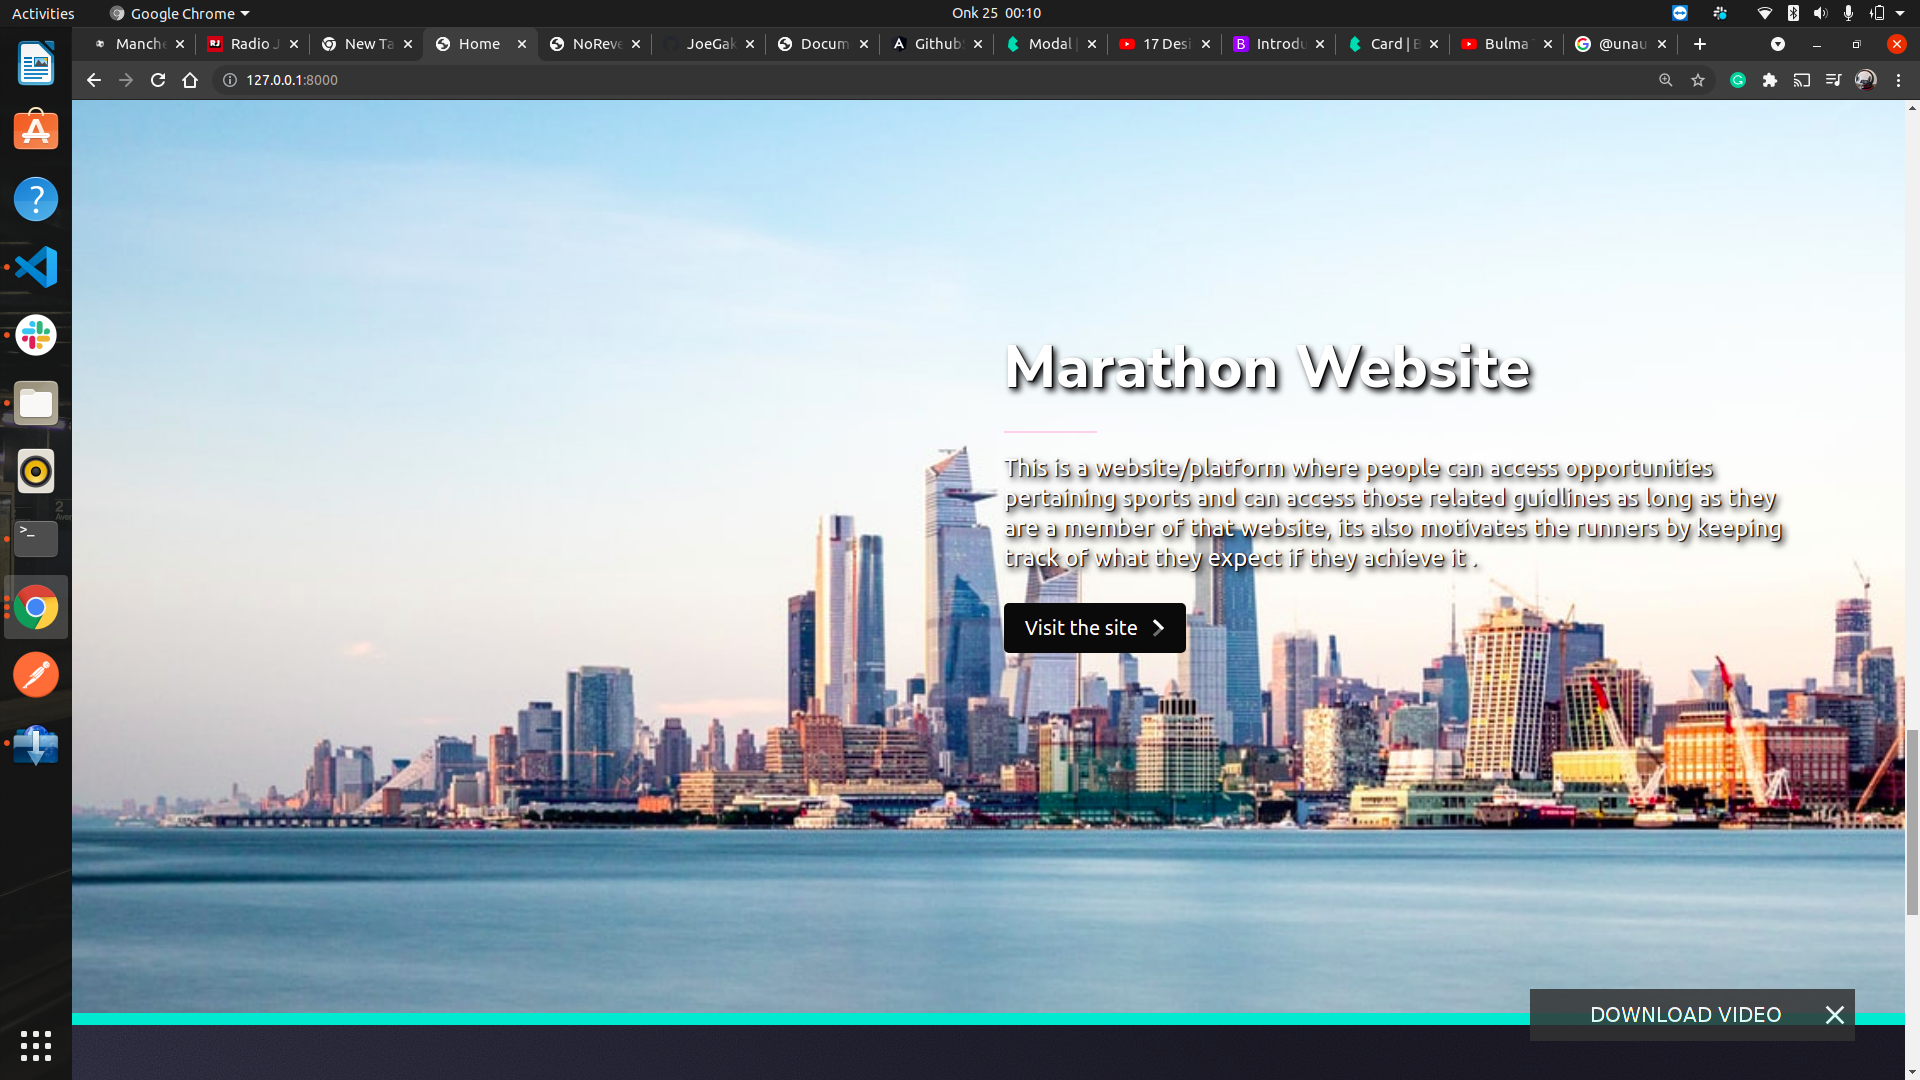 Activities
Google Chrome
Onk 25 00:10
Manche
Radio J
New Ta
Home
NoReve
JoeGak
Docum
Github
Modal |
17 Desi
Introdu
Card | B
Bulma
@unau
127.0.0.1:8000
Marathon Website
This is a website/platform where people can access opportunities
pertaining sports and can access those related guidlines as long as they
are a member of that website, its also motivates the runners by keeping
track of what they expect if they achieve it .
Visit the site
DOWNLOAD VIDEO